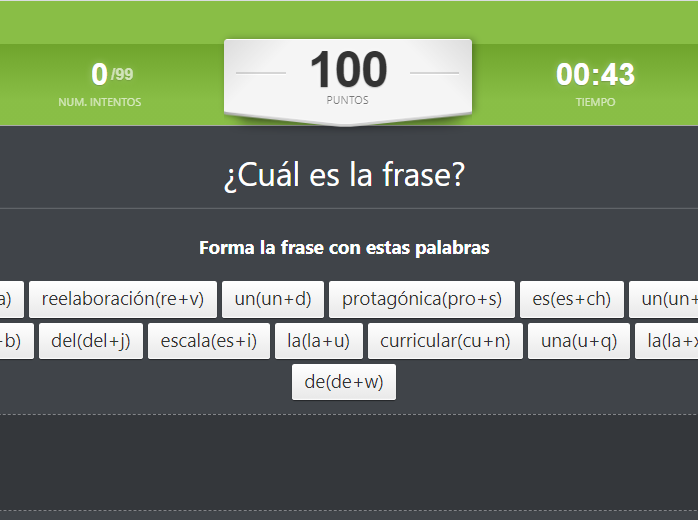 0/99
NUM. INTENTOS
100
PUNTOS
00:43
TIEMPO
¿Cuál es la frase?
Forma la frase con estas palabras
a) reelaboración(re+v) un(un+d) protagónica(pro+s) es(es+ch) un(un+
+b) del(del+j) escala(es+i) la(la+u) curricular(cu+n) una(u+q) la(la+x
de(de+w)